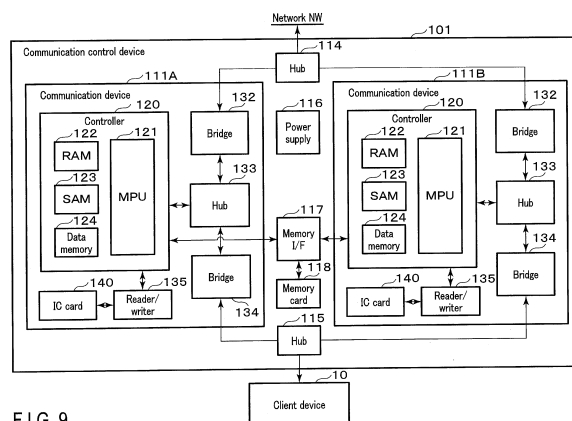 Network NW
101
Communication control device
114
Hub
111A
Communication device
120
Controller
122
RAM
121
MPU
123
SAM
124
Data memory
132
Bridge
133
Hub
Bridge
134
140
IC card
135
Reader/
writer
116
Power
supply
117
Memory
I/F
118
Memory
card
115
Hub
111B
Communication device
120
Controller
122
RAM
121
MPU
123
SAM
124
Data memory
132
Bridge
133
Hub
134
Bridge
140
IC card
135
Reader/
writer
10
Client device
FIG. 9